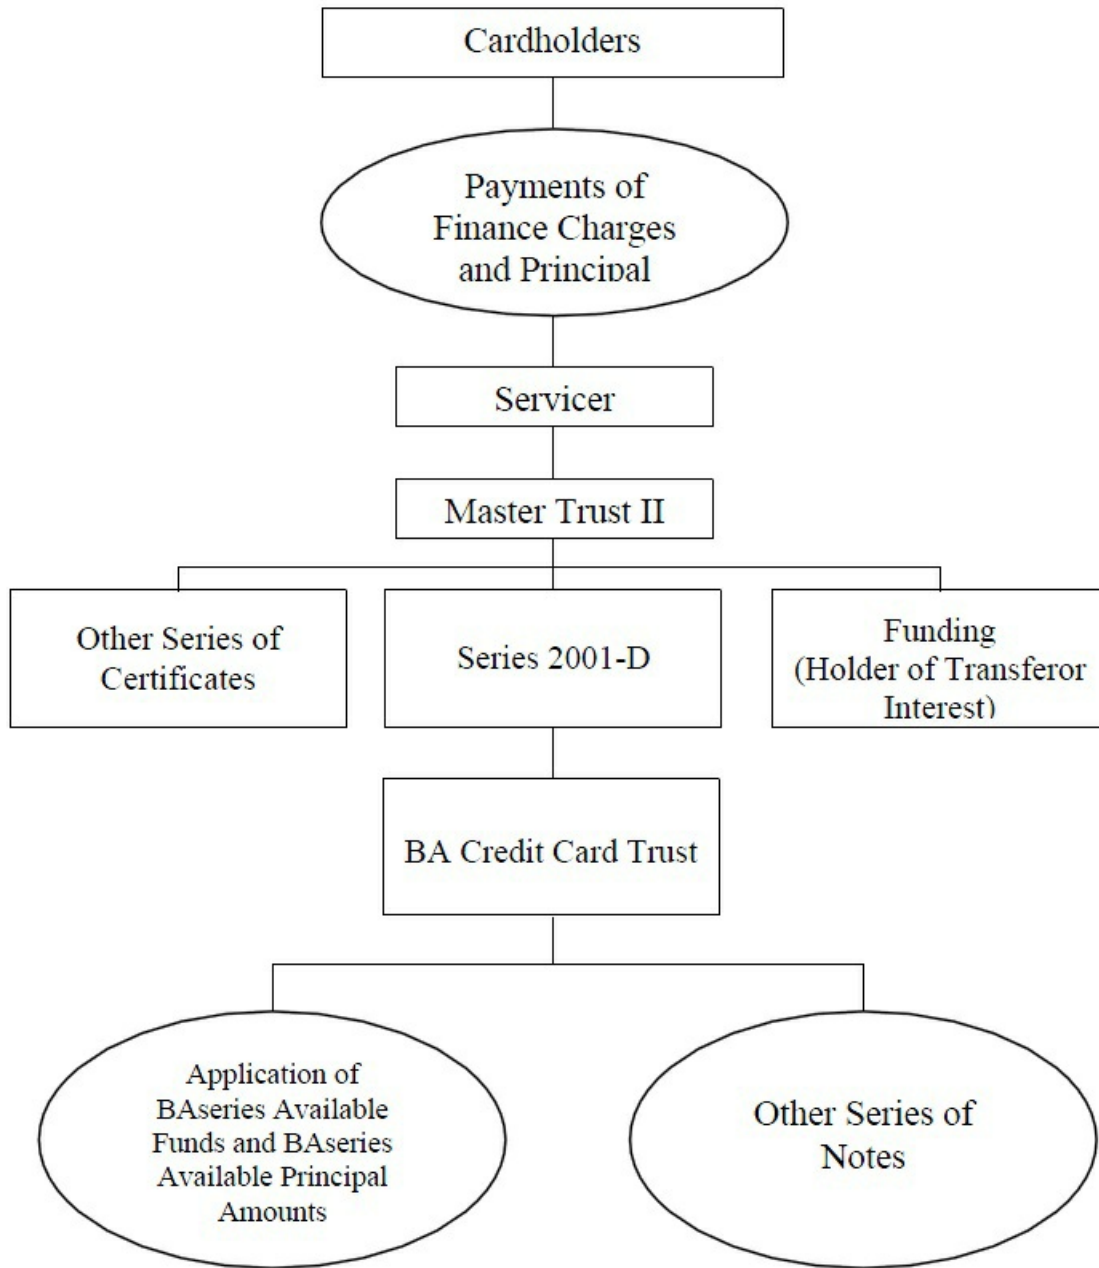 Cardholders
Payments of
Finance Charges
and Principal
Servicer
Master Trust II
Other Series of
Certificates
Series 2001-D
Funding
(Holder of Transferor
Interest)
BA Credit Card Trust
Application of
BAseries Available
Funds and BAseries
Available Principal
Amounts
Other Series of
Notes